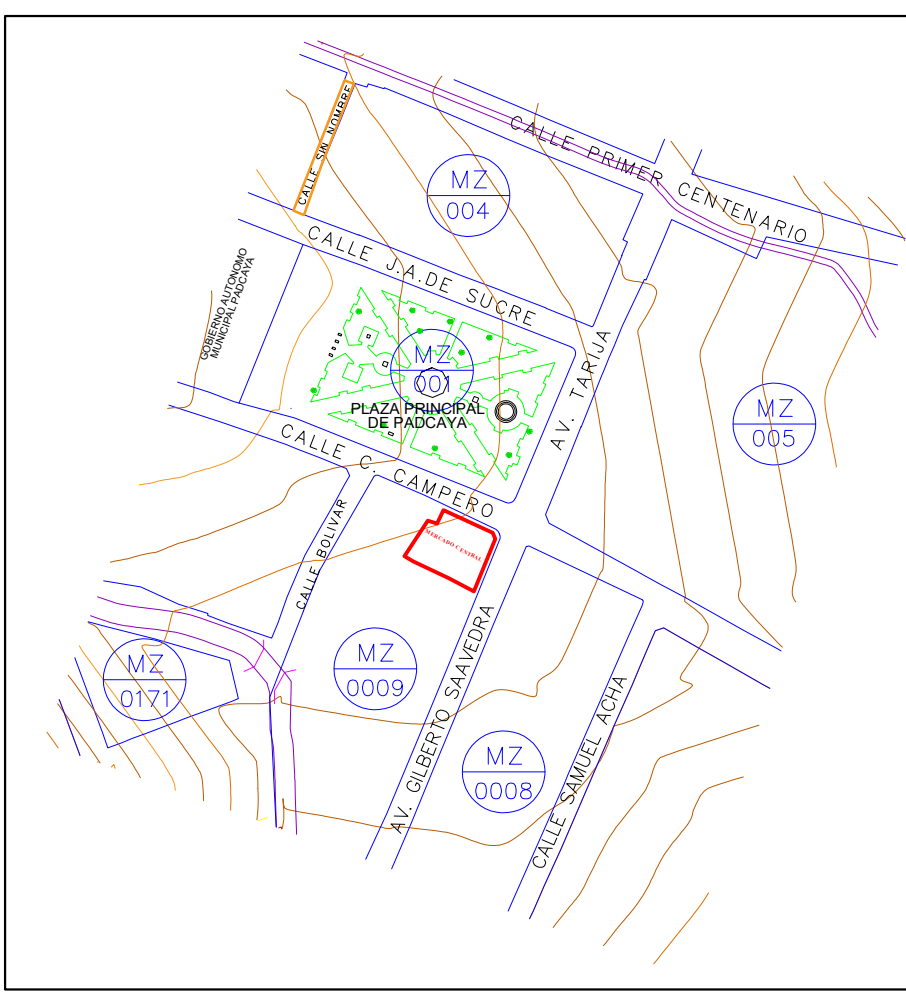 CALLE SIN NOMBRE
CALLE PRIMER CENTENARIO
MZ
004
CALLE J.A.DE SUCRE
GOBIERNO AUTONOMO
MUNICIPAL PADCAYA
MZ
001
PLAZA PRINCIPAL
DE PADCAYA
AV. TARIJA
MZ
005
CALLE C. CAMPERO
MERCADO CENTRAL
CALLE BOLIVAR
MZ
0171
MZ
0009
AV. GILBERTO SAAVEDRA
MZ
0008
CALLE SAMUEL ACHA